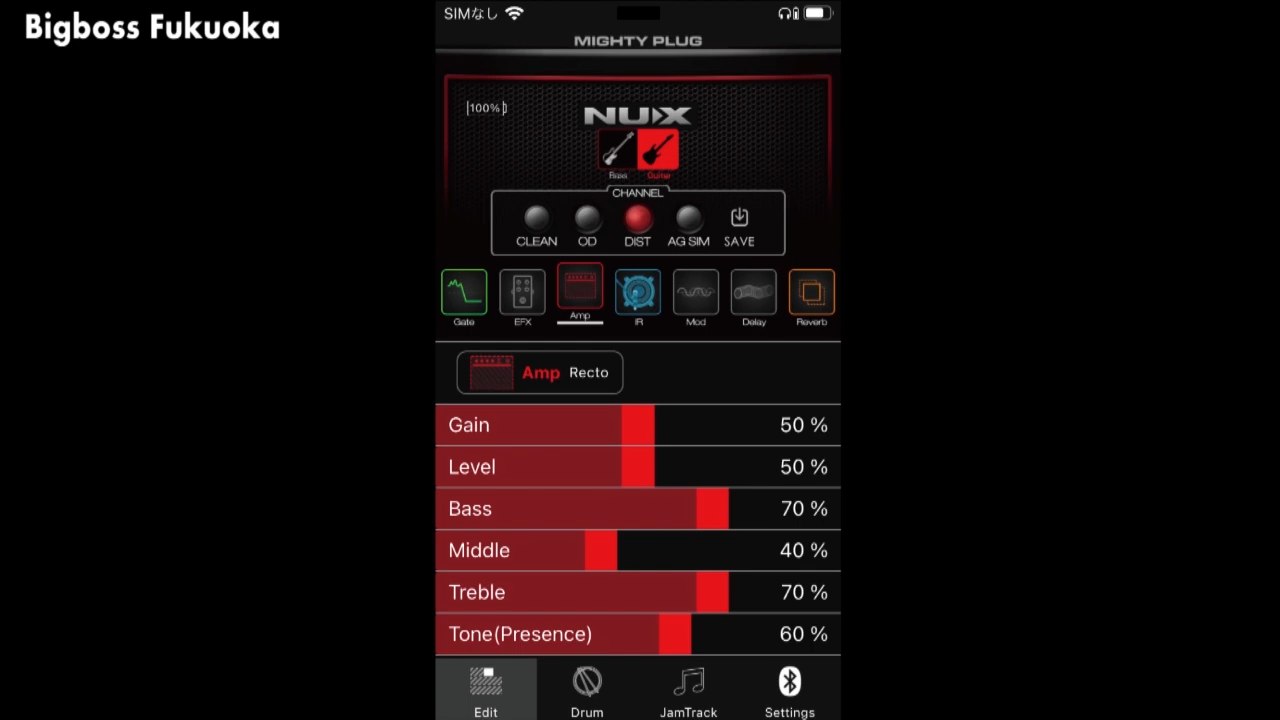 Bigboss Fukuoka
SIMなし
MIGHTY PLUG
100%
NUX
Bass Guitar
CHANNEL
CLEAN OD DIST AG SIM SAVE
Gate EFX Amp IR Mod Delay Reverb
Amp Recto
Gain 50 %
Level 50 %
Bass 70 %
Middle 40 %
Treble 70 %
Tone(Presence) 60 %
Edit Drum JamTrack Settings